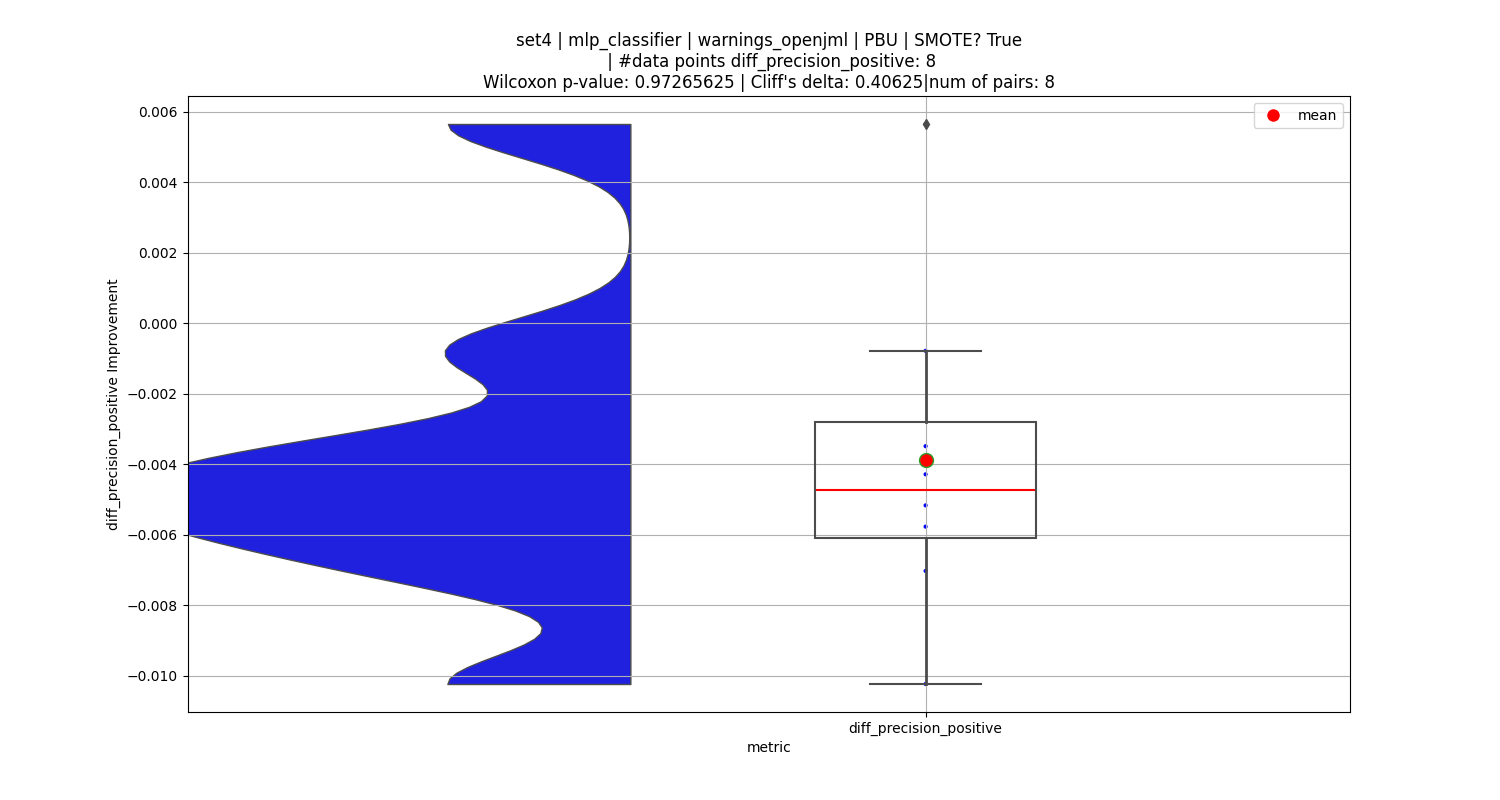 set4 | mlp_classifier | warnings_openjml | PBU | SMOTE? True
| #data points diff_precision_positive: 8
Wilcoxon p-value: 0.97265625 | Cliff's delta: 0.40625|num of pairs: 8
mean
0.006
0.004
0.002
0.000
−0.002
−0.004
−0.006
−0.008
−0.010
diff_precision_positive Improvement
diff_precision_positive
metric